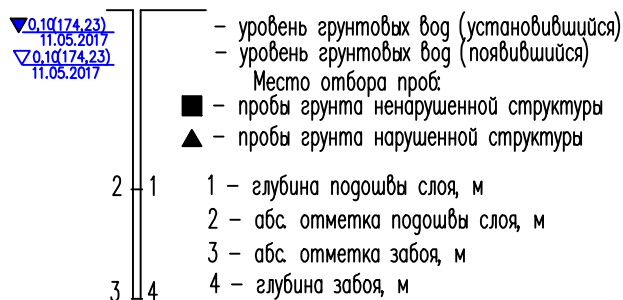 0,10(174,23)
11.05.2017
0,10(174,23)
11.05.2017
– уровень грунтовых вод (установившийся)
– уровень грунтовых вод (появившийся)
Место отбора проб:
– пробы грунта ненарушенной структуры
– пробы грунта нарушенной структуры
2 1
1 – глубина подошвы слоя, м
2 – абс. отметка подошвы слоя, м
3 – абс. отметка забоя, м
3 4
4 – глубина забоя, м